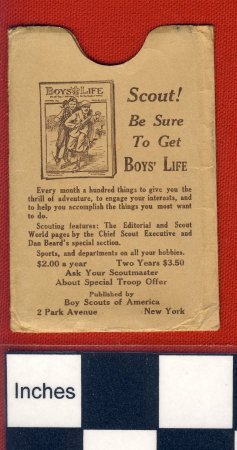 BOYS' LIFE
Scout!
Be Sure
To Get
BOYS' LIFE
Every month a hundred things to give you the
thrill of adventure, to engage your interests, and
to help you accomplish the things you most want
to do.
Scouting features: The Editorial and Scout
World pages by the Chief Scout Executive and
Dan Beard's special section.
Sports, and departments on all your hobbies.
$2.00 a year Two Years $3.50
Ask Your Scoutmaster
About Special Troop Offer
Published by
Boy Scouts of America
2 Park Avenue New York
Inches